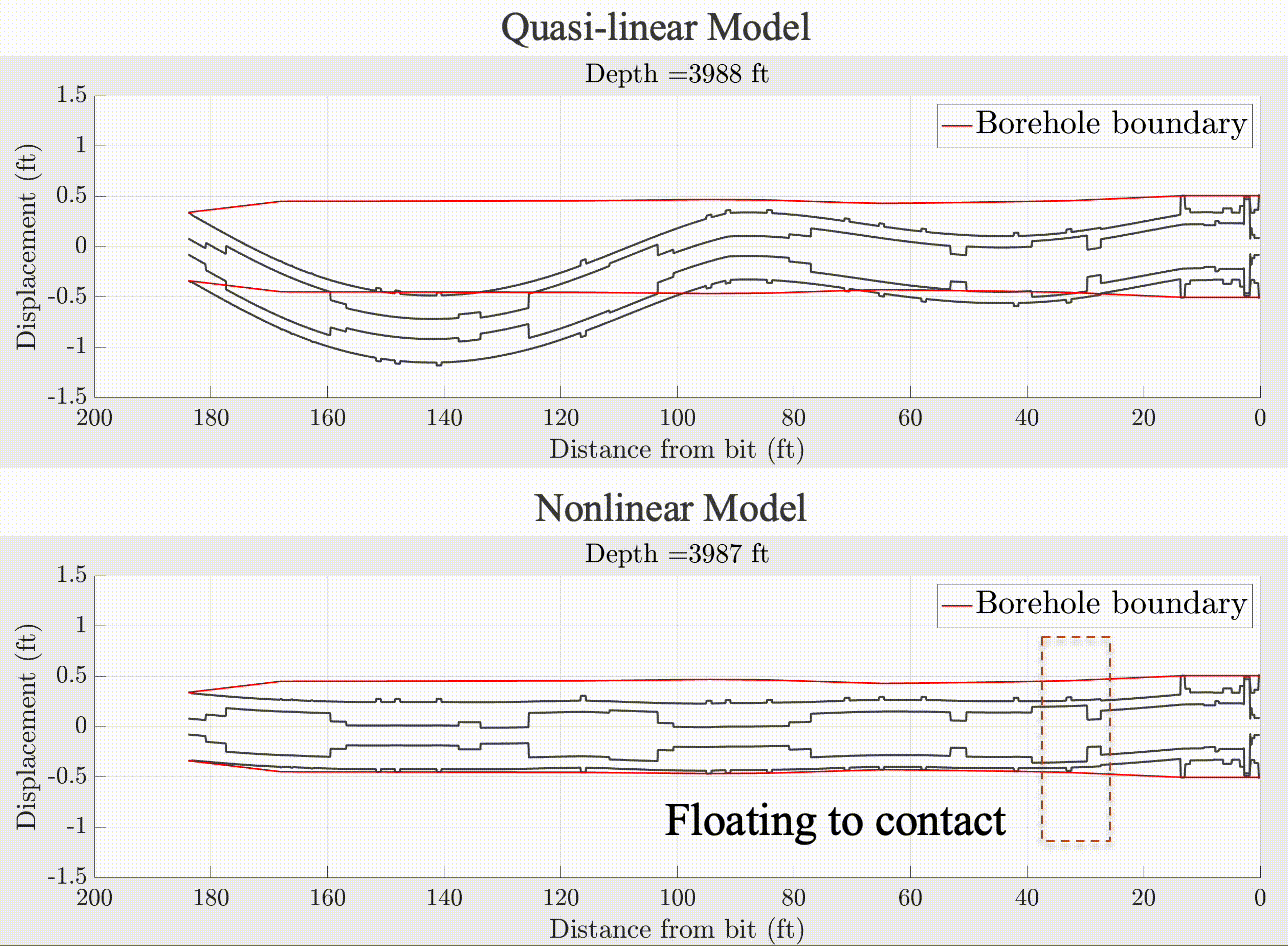 Quasi-linear Model
Depth =3988 ft
1.5
1
0.5
0
-0.5
-1
-1.5
Displacement (ft)
Borehole boundary
200 180 160 140 120 100 80 60 40 20 0
Distance from bit (ft)
Nonlinear Model
Depth =3987 ft
1.5
1
0.5
0
-0.5
-1
-1.5
Displacement (ft)
Borehole boundary
Floating to contact
200 180 160 140 120 100 80 60 40 20 0
Distance from bit (ft)